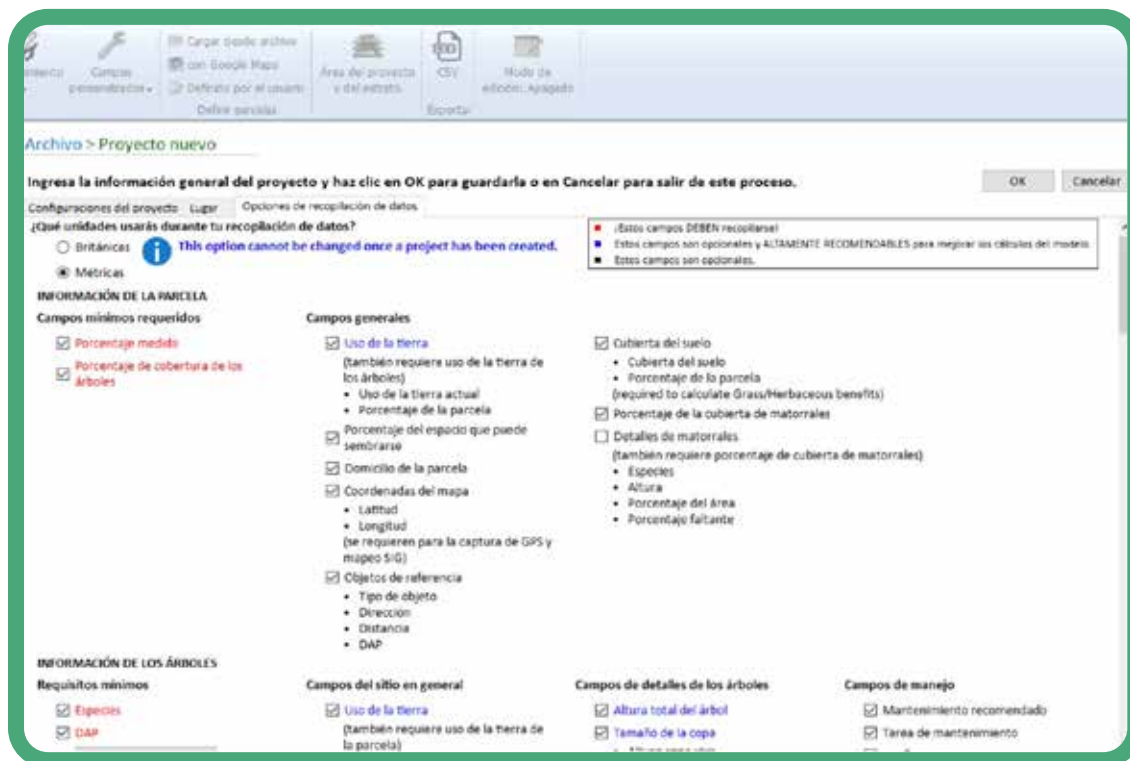 Campos
personalizados
Cargar desde archivo
con Google Maps
Definido por el usuario
Definir parcelas
Área del proyecto
y del estrato
CSV
Exportar
Modo de
edición: Apagado
Archivo > Proyecto nuevo
Ingresa la información general del proyecto y haz clic en OK para guardarla o en Cancelar para salir de este proceso.
OK
Cancelar
Configuraciones del proyecto
Lugar
Opciones de recopilación de datos
¿Qué unidades usarás durante tu recopilación de datos?
Británicas
This option cannot be changed once a project has been created.
Métricas
¡Estos campos DEBEN recopilarse!
Estos campos son opcionales y ALTAMENTE RECOMENDABLES para mejorar los cálculos del modelo.
Estos campos son opcionales.
INFORMACIÓN DE LA PARCELA
Campos mínimos requeridos
Porcentaje medido
Porcentaje de cobertura de los
árboles
Campos generales
Uso de la tierra
(también requiere uso de la tierra de
los árboles)
• Uso de la tierra actual
• Porcentaje de la parcela
Porcentaje del espacio que puede
sembrarse
Domicilio de la parcela
Coordenadas del mapa
• Latitud
• Longitud
(se requieren para la captura de GPS y
mapeo SIG)
Objetos de referencia
• Tipo de objeto
• Dirección
• Distancia
• DAP
Cubierta del suelo
• Cubierta del suelo
• Porcentaje de la parcela
(required to calculate Grass/Herbaceous benefits)
Porcentaje de la cubierta de matorrales
Detalles de matorrales
(también requiere porcentaje de cubierta de matorrales)
• Especies
• Altura
• Porcentaje del área
• Porcentaje faltante
INFORMACIÓN DE LOS ÁRBOLES
Requisitos mínimos
Especies
DAP
Campos del sitio en general
Uso de la tierra
(también requiere uso de la tierra de
la parcela)
Campos de detalles de los árboles
Altura total del árbol
Tamaño de la copa
Campos de manejo
Mantenimiento recomendado
Tarea de mantenimiento